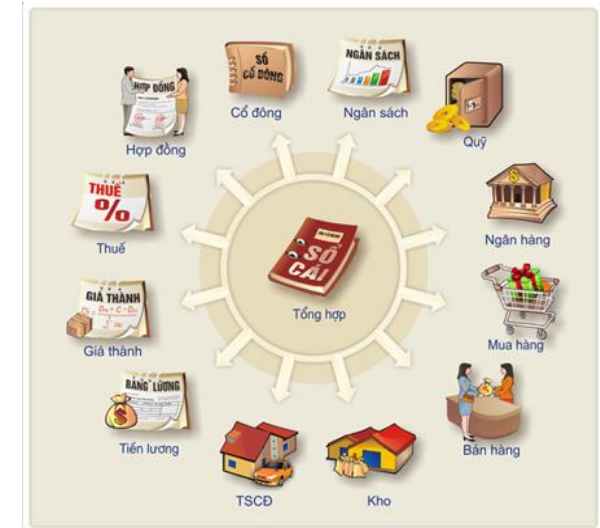 SỔ
CỔ ĐÔNG
Cổ đông
NGÂN SÁCH
Ngân sách
Quỹ
HỢP ĐỒNG
Hợp đồng
THUẾ
%
Thuế
Ngân hàng
SỔ
CÁI
Tổng hợp
Mua hàng
GIÁ THÀNH
Giá thành
BẢNG LƯƠNG
Tiền lương
Bán hàng
TSCĐ
Kho